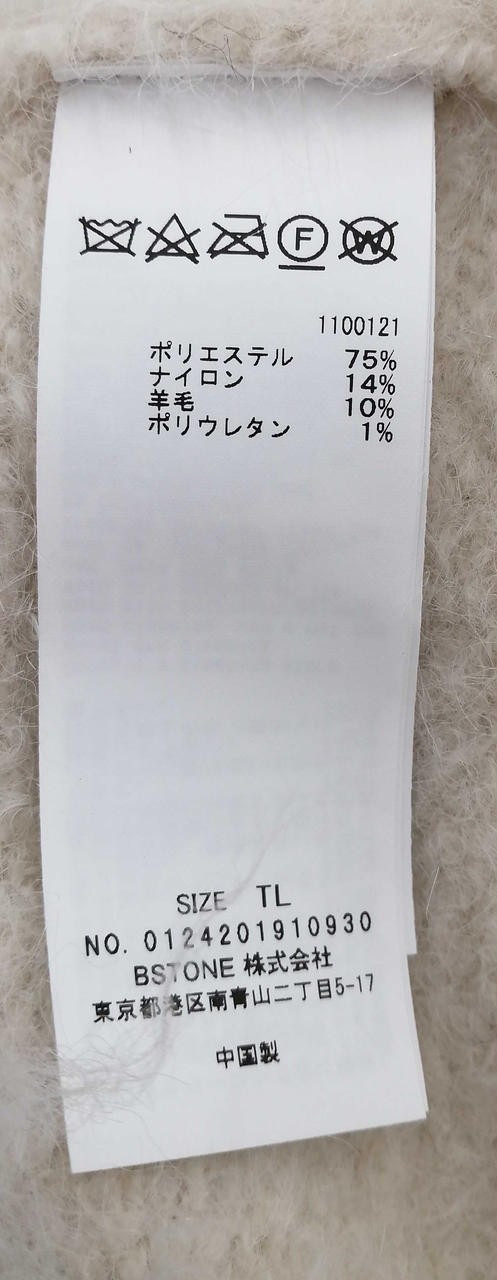 F W
1100121
ポリエステル 75%
ナイロン 14%
羊毛 10%
ポリウレタン 1%
SIZE TL
NO. 0124201910930
BSTONE 株式会社
東京都港区南青山二丁目5-17
中国製